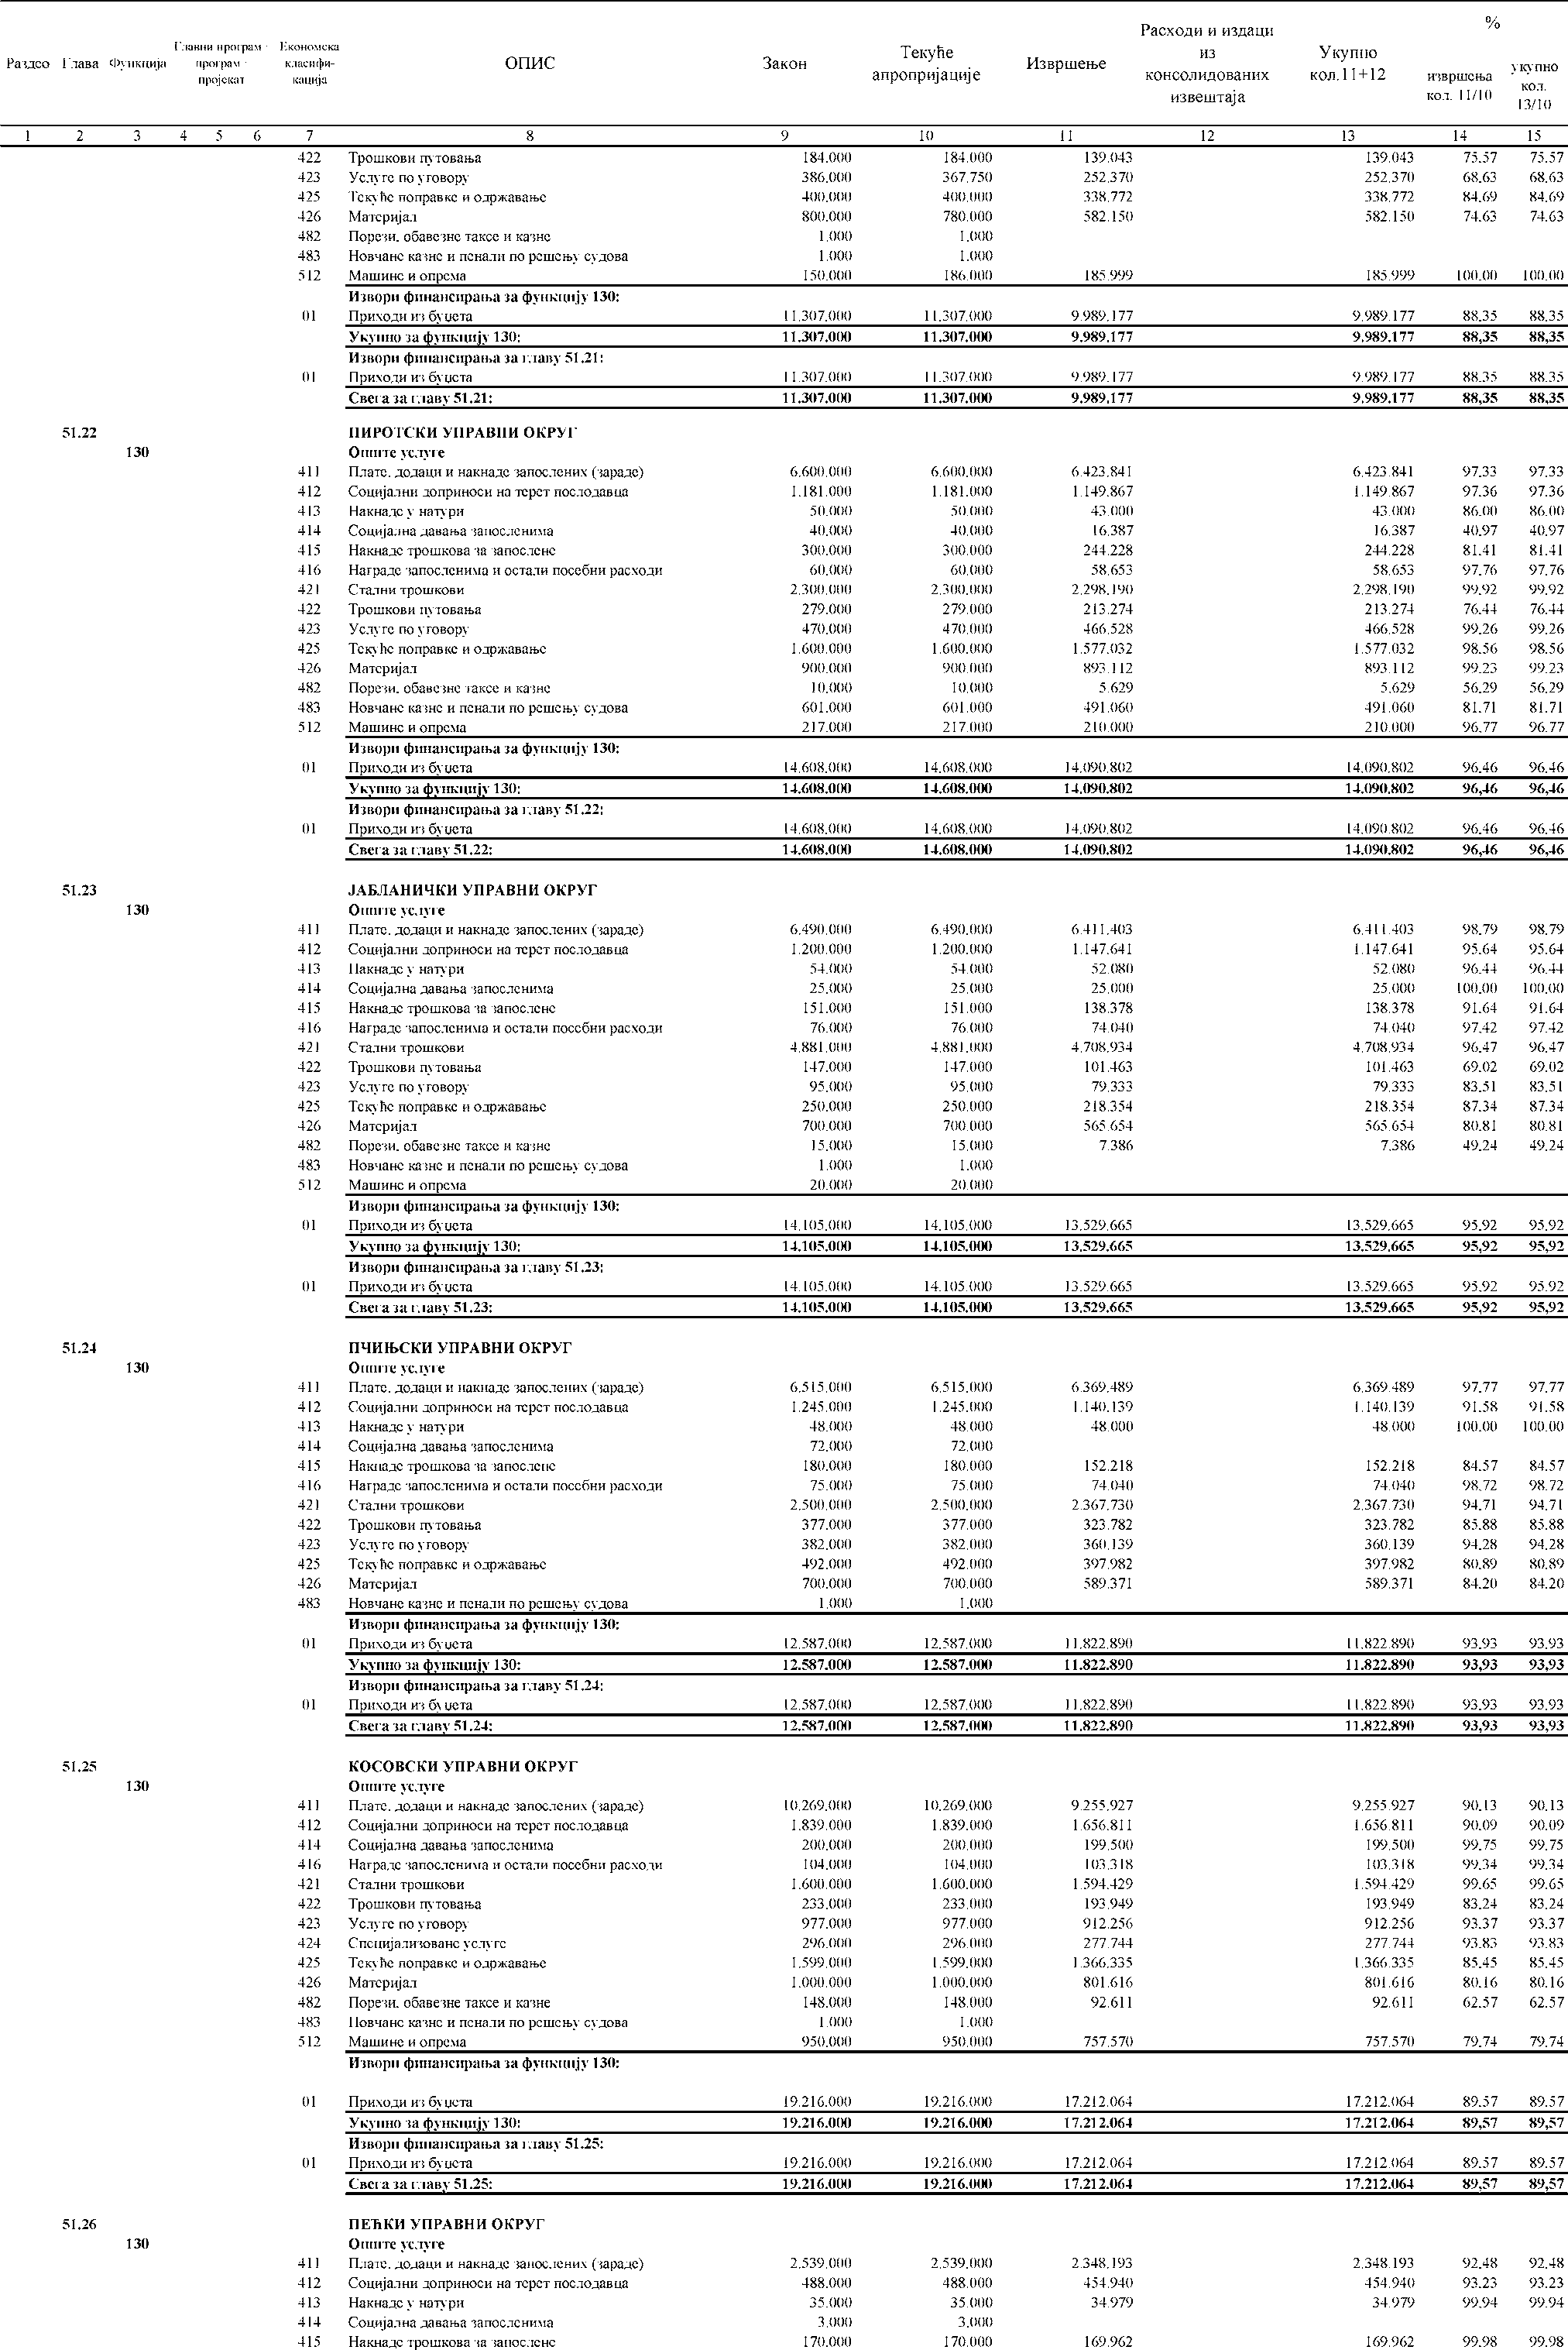 Раздео Глава Функција Главни програм - програм - пројекат Економска класифи-кација ОПИС Закон Текуће апропријације Извршење Расходи и издаци из консолидованих извештаја Укупно кол.11+12 % извршења кол. 11/10 укупно кол. 13/10
1 2 3 4 5 6 7 8 9 10 11 12 13 14 15
422 Трошкови путовања 184.000 184.000 139.043 139.043 75,57 75,57
423 Услуге по уговору 386.000 367.750 252.370 252.370 68,63 68,63
425 Текуће поправке и одржавање 400.000 400.000 338.772 338.772 84,69 84,69
426 Материјал 800.000 780.000 582.150 582.150 74,63 74,63
482 Порези, обавезне таксе и казне 1.000 1.000
483 Новчане казне и пенали по решењу судова 1.000 1.000
512 Машине и опрема 150.000 186.000 185.999 185.999 100,00 100,00
Извори финансирања за функцију 130:
01 Приходи из буџета 11.307.000 11.307.000 9.989.177 9.989.177 88,35 88,35
Укупно за функцију 130: 11.307.000 11.307.000 9.989.177 9.989.177 88,35 88,35
Извори финансирања за главу 51.21:
01 Приходи из буџета 11.307.000 11.307.000 9.989.177 9.989.177 88,35 88,35
Свега за главу 51.21: 11.307.000 11.307.000 9.989.177 9.989.177 88,35 88,35
51.22 ПИРОТСКИ УПРАВНИ ОКРУГ
130 Опште услуге
411 Плате, додаци и накнаде запослених (зараде) 6.600.000 6.600.000 6.423.841 6.423.841 97,33 97,33
412 Социјални доприноси на терет послодавца 1.181.000 1.181.000 1.149.867 1.149.867 97,36 97,36
413 Накнаде у натури 50.000 50.000 43.000 43.000 86,00 86,00
414 Социјална давања запосленима 40.000 40.000 16.387 16.387 40,97 40,97
415 Накнаде трошкова за запослене 300.000 300.000 244.228 244.228 81,41 81,41
416 Награде запосленима и остали посебни расходи 60.000 60.000 58.653 58.653 97,76 97,76
421 Стални трошкови 2.300.000 2.300.000 2.298.190 2.298.190 99,92 99,92
422 Трошкови путовања 279.000 279.000 213.274 213.274 76,44 76,44
423 Услуге по уговору 470.000 470.000 466.528 466.528 99,26 99,26
425 Текуће поправке и одржавање 1.600.000 1.600.000 1.577.032 1.577.032 98,56 98,56
426 Материјал 900.000 900.000 893.112 893.112 99,23 99,23
482 Порези, обавезне таксе и казне 10.000 10.000 5.629 5.629 56,29 56,29
483 Новчане казне и пенали по решењу судова 601.000 601.000 491.060 491.060 81,71 81,71
512 Машине и опрема 217.000 217.000 210.000 210.000 96,77 96,77
Извори финансирања за функцију 130:
01 Приходи из буџета 14.608.000 14.608.000 14.090.802 14.090.802 96,46 96,46
Укупно за функцију 130: 14.608.000 14.608.000 14.090.802 14.090.802 96,46 96,46
Извори финансирања за главу 51.22:
01 Приходи из буџета 14.608.000 14.608.000 14.090.802 14.090.802 96,46 96,46
Свега за главу 51.22: 14.608.000 14.608.000 14.090.802 14.090.802 96,46 96,46
51.23 ЈАБЛАНИЧКИ УПРАВНИ ОКРУГ
130 Опште услуге
411 Плате, додаци и накнаде запослених (зараде) 6.490.000 6.490.000 6.411.403 6.411.403 98,79 98,79
412 Социјални доприноси на терет послодавца 1.200.000 1.200.000 1.147.641 1.147.641 95,64 95,64
413 Накнаде у натури 54.000 54.000 52.080 52.080 96,44 96,44
414 Социјална давања запосленима 25.000 25.000 25.000 25.000 100,00 100,00
415 Накнаде трошкова за запослене 151.000 151.000 138.378 138.378 91,64 91,64
416 Награде запосленима и остали посебни расходи 76.000 76.000 74.040 74.040 97,42 97,42
421 Стални трошкови 4.881.000 4.881.000 4.708.934 4.708.934 96,47 96,47
422 Трошкови путовања 147.000 147.000 101.463 101.463 69,02 69,02
423 Услуге по уговору 95.000 95.000 79.333 79.333 83,51 83,51
425 Текуће поправке и одржавање 250.000 250.000 218.354 218.354 87,34 87,34
426 Материјал 700.000 700.000 565.654 565.654 80,81 80,81
482 Порези, обавезне таксе и казне 15.000 15.000 7.386 7.386 49,24 49,24
483 Новчане казне и пенали по решењу судова 1.000 1.000
512 Машине и опрема 20.000 20.000
Извори финансирања за функцију 130:
01 Приходи из буџета 14.105.000 14.105.000 13.529.665 13.529.665 95,92 95,92
Укупно за функцију 130: 14.105.000 14.105.000 13.529.665 13.529.665 95,92 95,92
Извори финансирања за главу 51.23:
01 Приходи из буџета 14.105.000 14.105.000 13.529.665 13.529.665 95,92 95,92
Свега за главу 51.23: 14.105.000 14.105.000 13.529.665 13.529.665 95,92 95,92
51.24 ПЧИЊСКИ УПРАВНИ ОКРУГ
130 Опште услуге
411 Плате, додаци и накнаде запослених (зараде) 6.515.000 6.515.000 6.369.489 6.369.489 97,77 97,77
412 Социјални доприноси на терет послодавца 1.245.000 1.245.000 1.140.139 1.140.139 91,58 91,58
413 Накнаде у натури 48.000 48.000 48.000 48.000 100,00 100,00
414 Социјална давања запосленима 72.000 72.000
415 Накнаде трошкова за запослене 180.000 180.000 152.218 152.218 84,57 84,57
416 Награде запосленима и остали посебни расходи 75.000 75.000 74.040 74.040 98,72 98,72
421 Стални трошкови 2.500.000 2.500.000 2.367.730 2.367.730 94,71 94,71
422 Трошкови путовања 377.000 377.000 323.782 323.782 85,88 85,88
423 Услуге по уговору 382.000 382.000 360.139 360.139 94,28 94,28
425 Текуће поправке и одржавање 492.000 492.000 397.982 397.982 80,89 80,89
426 Материјал 700.000 700.000 589.371 589.371 84,20 84,20
483 Новчане казне и пенали по решењу судова 1.000 1.000
Извори финансирања за функцију 130:
01 Приходи из буџета 12.587.000 12.587.000 11.822.890 11.822.890 93,93 93,93
Укупно за функцију 130: 12.587.000 12.587.000 11.822.890 11.822.890 93,93 93,93
Извори финансирања за главу 51.24:
01 Приходи из буџета 12.587.000 12.587.000 11.822.890 11.822.890 93,93 93,93
Свега за главу 51.24: 12.587.000 12.587.000 11.822.890 11.822.890 93,93 93,93
51.25 КОСОВСКИ УПРАВНИ ОКРУГ
130 Опште услуге
411 Плате, додаци и накнаде запослених (зараде) 10.269.000 10.269.000 9.255.927 9.255.927 90,13 90,13
412 Социјални доприноси на терет послодавца 1.839.000 1.839.000 1.656.811 1.656.811 90,09 90,09
414 Социјална давања запосленима 200.000 200.000 199.500 199.500 99,75 99,75
416 Награде запосленима и остали посебни расходи 104.000 104.000 103.318 103.318 99,34 99,34
421 Стални трошкови 1.600.000 1.600.000 1.594.429 1.594.429 99,65 99,65
422 Трошкови путовања 233.000 233.000 193.949 193.949 83,24 83,24
423 Услуге по уговору 977.000 977.000 912.256 912.256 93,37 93,37
424 Специјализоване услуге 296.000 296.000 277.744 277.744 93,83 93,83
425 Текуће поправке и одржавање 1.599.000 1.599.000 1.366.335 1.366.335 85,45 85,45
426 Материјал 1.000.000 1.000.000 801.616 801.616 80,16 80,16
482 Порези, обавезне таксе и казне 148.000 148.000 92.611 92.611 62,57 62,57
483 Новчане казне и пенали по решењу судова 1.000 1.000
512 Машине и опрема 950.000 950.000 757.570 757.570 79,74 79,74
Извори финансирања за функцију 130:
01 Приходи из буџета 19.216.000 19.216.000 17.212.064 17.212.064 89,57 89,57
Укупно за функцију 130: 19.216.000 19.216.000 17.212.064 17.212.064 89,57 89,57
Извори финансирања за главу 51.25:
01 Приходи из буџета 19.216.000 19.216.000 17.212.064 17.212.064 89,57 89,57
Свега за главу 51.25: 19.216.000 19.216.000 17.212.064 17.212.064 89,57 89,57
51.26 ПЕЋКИ УПРАВНИ ОКРУГ
130 Опште услуге
411 Плате, додаци и накнаде запослених (зараде) 2.539.000 2.539.000 2.348.193 2.348.193 92,48 92,48
412 Социјални доприноси на терет послодавца 488.000 488.000 454.940 454.940 93,23 93,23
413 Накнаде у натури 35.000 35.000 34.979 34.979 99,94 99,94
414 Социјална давања запосленима 3.000 3.000
415 Накнаде трошкова за запослене 170.000 170.000 169.962 169.962 99,98 99,98